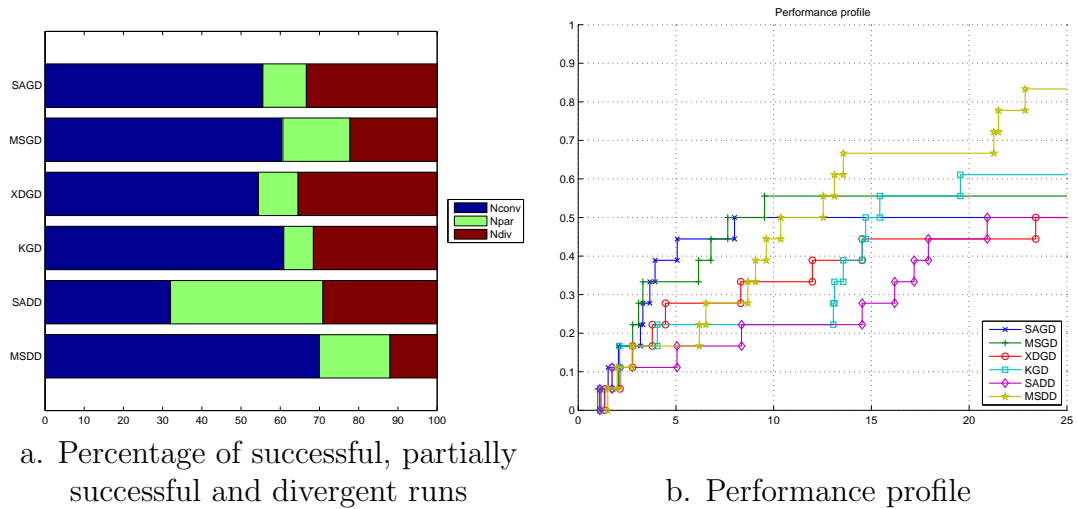 SAGD
MSGD
XDGD
KGD
SADD
MSDD
0 10 20 30 40 50 60 70 80 90 100
Nconv
Npar
Ndiv
a. Percentage of successful, partially
successful and divergent runs
Performance profile
1
0.9
0.8
0.7
0.6
0.5
0.4
0.3
0.2
0.1
0
0 5 10 15 20 25
SAGD
MSGD
XDGD
KGD
SADD
MSDD
b. Performance profile